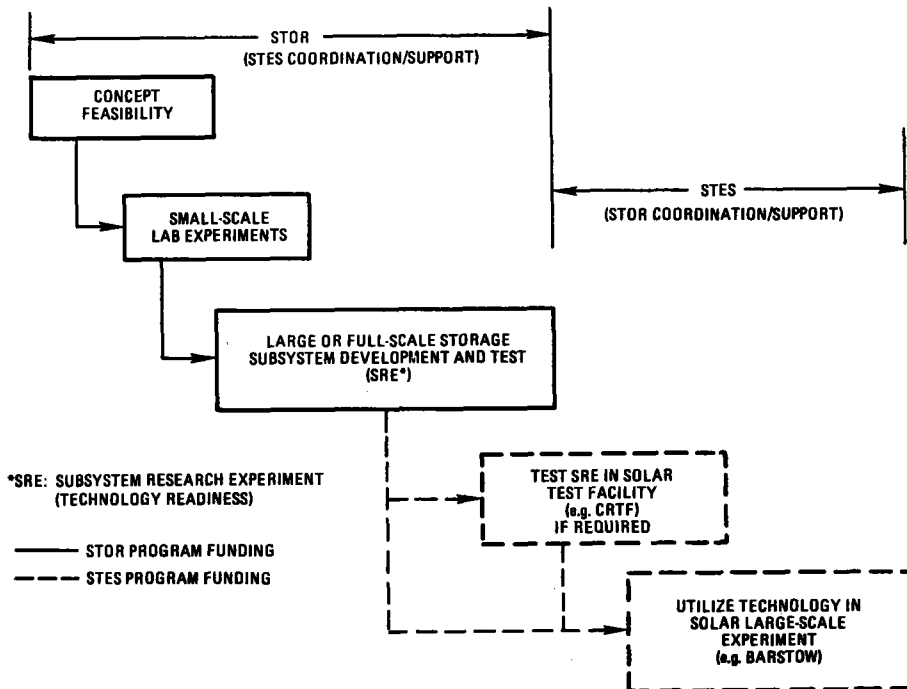 STOR
(STES COORDINATION/SUPPORT)
CONCEPT
FEASIBILITY
STES
(STOR COORDINATION/SUPPORT)
SMALL-SCALE
LAB EXPERIMENTS
LARGE OR FULL-SCALE STORAGE
SUBSYSTEM DEVELOPMENT AND TEST
(SRE*)
*SRE: SUBSYSTEM RESEARCH EXPERIMENT
(TECHNOLOGY READINESS)
TEST SRE IN SOLAR
TEST FACILITY
(e.g. CRTF)
IF REQUIRED
STOR PROGRAM FUNDING
STES PROGRAM FUNDING
UTILIZE TECHNOLOGY IN
SOLAR LARGE-SCALE
EXPERIMENT
(e.g. BARSTOW)